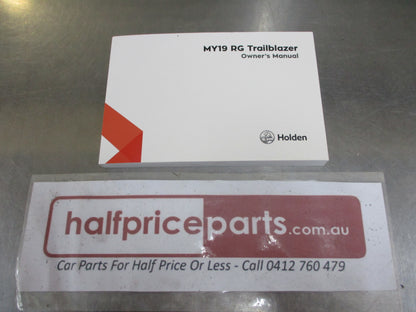 MY19 RG Trailblazer
Owner's Manual
Holden
halfpriceparts.com.au
Car Parts For Half Price Or Less - Call 0412 760 479